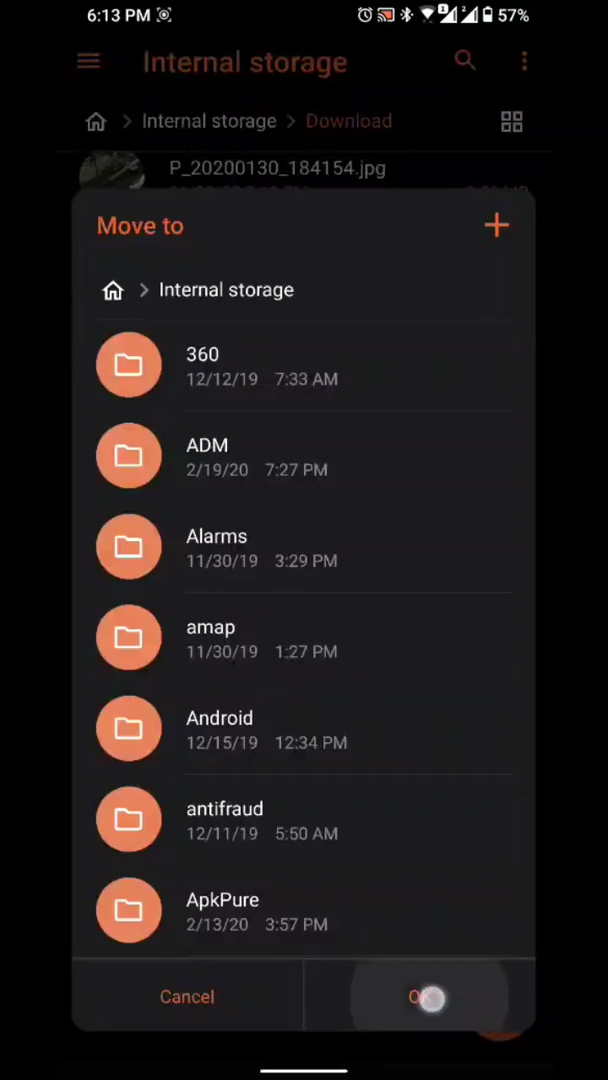 6:13 PM 57%
Internal storage
Internal storage Download
P_20200130_184154.jpg
Move to
Internal storage
360
12/12/19 7:33 AM
ADM
2/19/20 7:27 PM
Alarms
11/30/19 3:29 PM
amap
11/30/19 1:27 PM
Android
12/15/19 12:34 PM
antifraud
12/11/19 5:50 AM
ApkPure
2/13/20 3:57 PM
Cancel